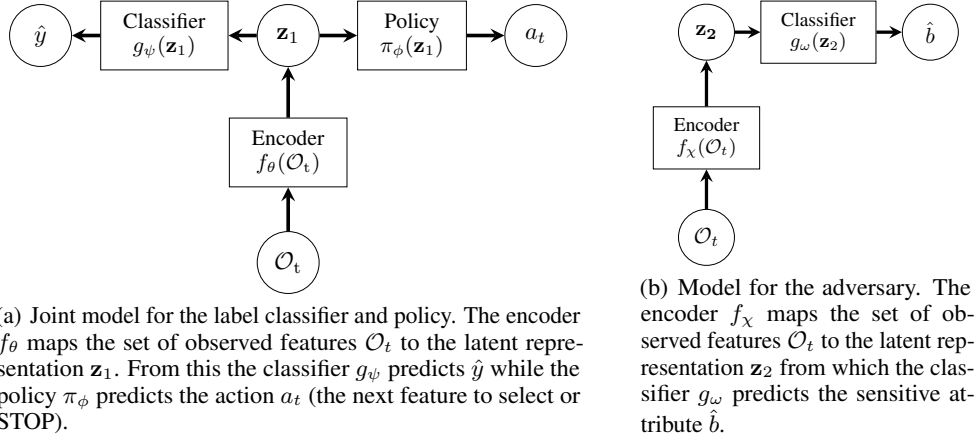 ŷ
Classifier
g_ψ(z₁)
z₁
Policy
π_ϕ(z₁)
a_t
Encoder
f_θ(𝒪_t)
𝒪_t
(a) Joint model for the label classifier and policy. The encoder
f_θ maps the set of observed features 𝒪_t to the latent repre-
sentation z₁. From this the classifier g_ψ predicts ŷ while the
policy π_ϕ predicts the action a_t (the next feature to select or
STOP).
z₂
Classifier
g_ω(z₂)
b̂
Encoder
f_χ(𝒪_t)
𝒪_t
(b) Model for the adversary. The
encoder f_χ maps the set of ob-
served features 𝒪_t to the latent rep-
resentation z₂ from which the clas-
sifier g_ω predicts the sensitive at-
tribute b̂.